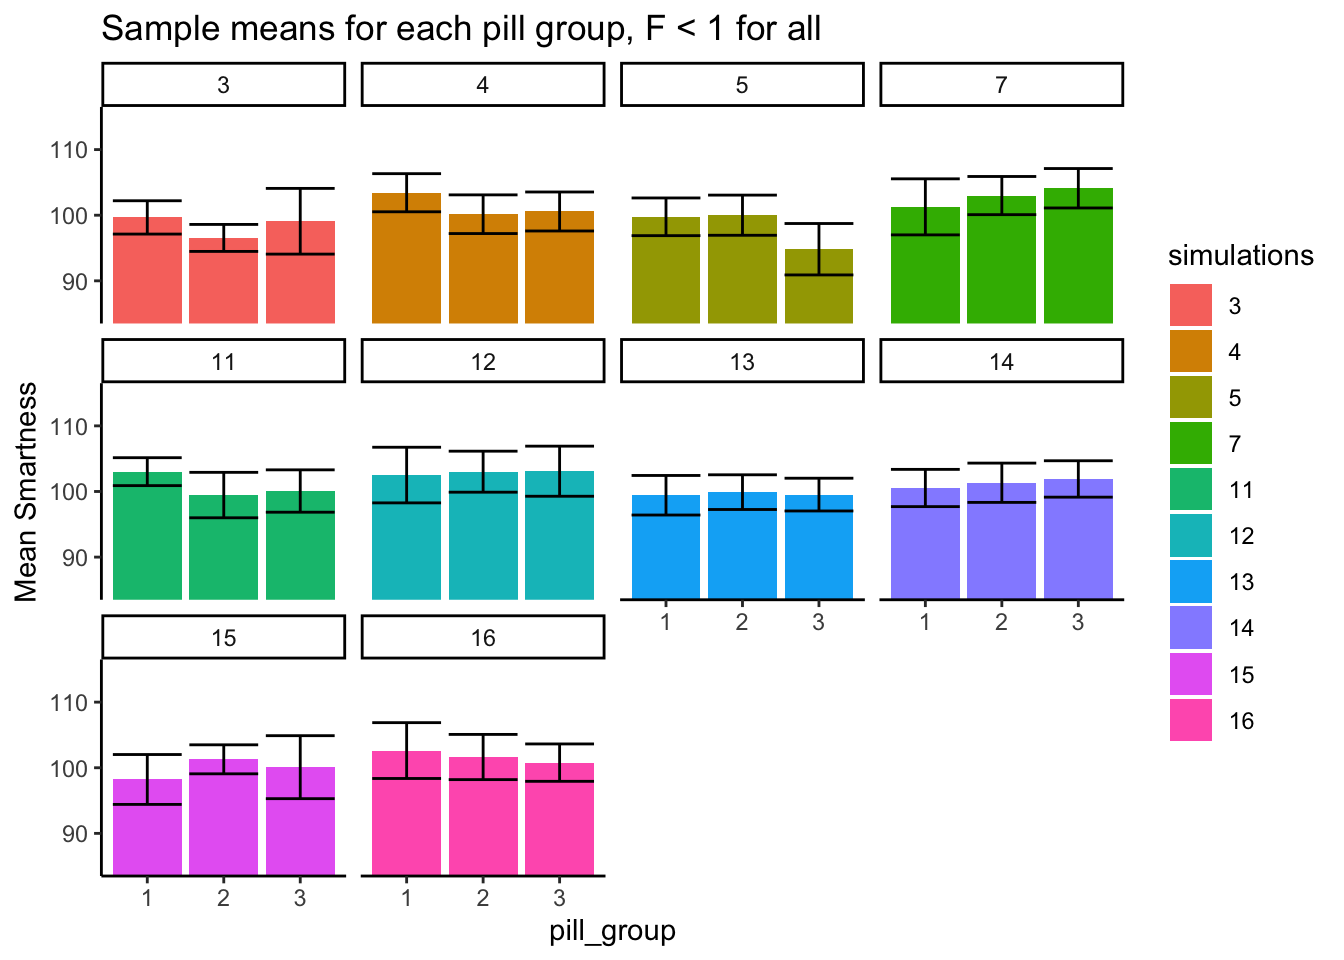 Sample means for each pill group, F < 1 for all
3 4 5 7
110
100
90
11 12 13 14
110
100
90
1 2 3 1 2 3
15 16
110
100
90
1 2 3 1 2 3
pill_group
Mean Smartness
simulations
3
4
5
7
11
12
13
14
15
16